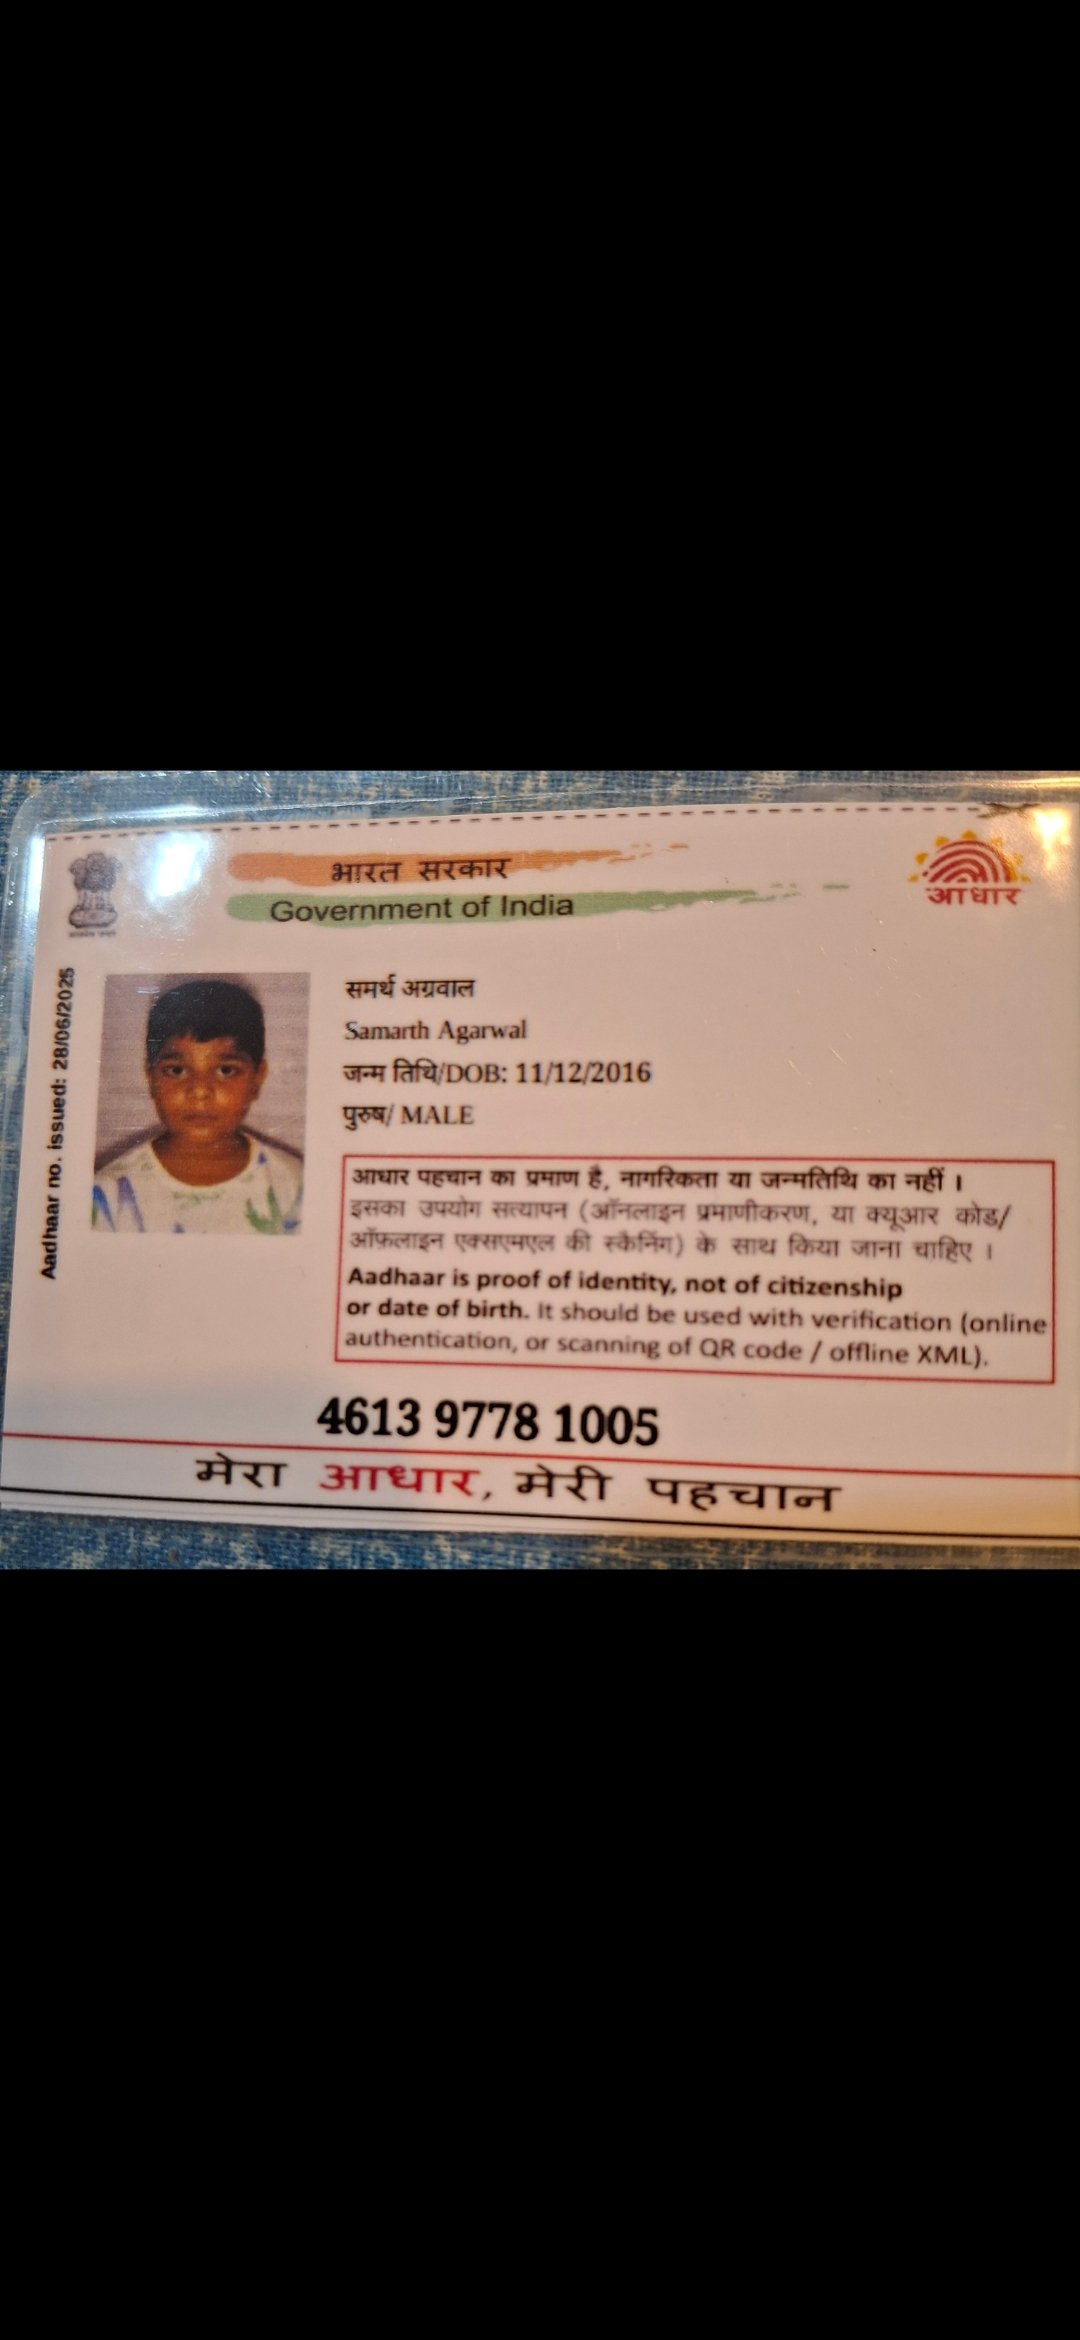 भारत सरकार
Government of India
आधार
Aadhaar no. issued: 28/06/2025
समर्थ अग्रवाल
Samarth Agarwal
जन्म तिथि/DOB: 11/12/2016
पुरुष/ MALE
आधार पहचान का प्रमाण है, नागरिकता या जन्मतिथि का नहीं ।
इसका उपयोग सत्यापन (ऑनलाइन प्रमाणीकरण, या क्यूआर कोड/
ऑफ़लाइन एक्सएमएल की स्कैनिंग) के साथ किया जाना चाहिए ।
Aadhaar is proof of identity, not of citizenship
or date of birth. It should be used with verification (online
authentication, or scanning of QR code / offline XML).
4613 9778 1005
मेरा आधार, मेरी पहचान